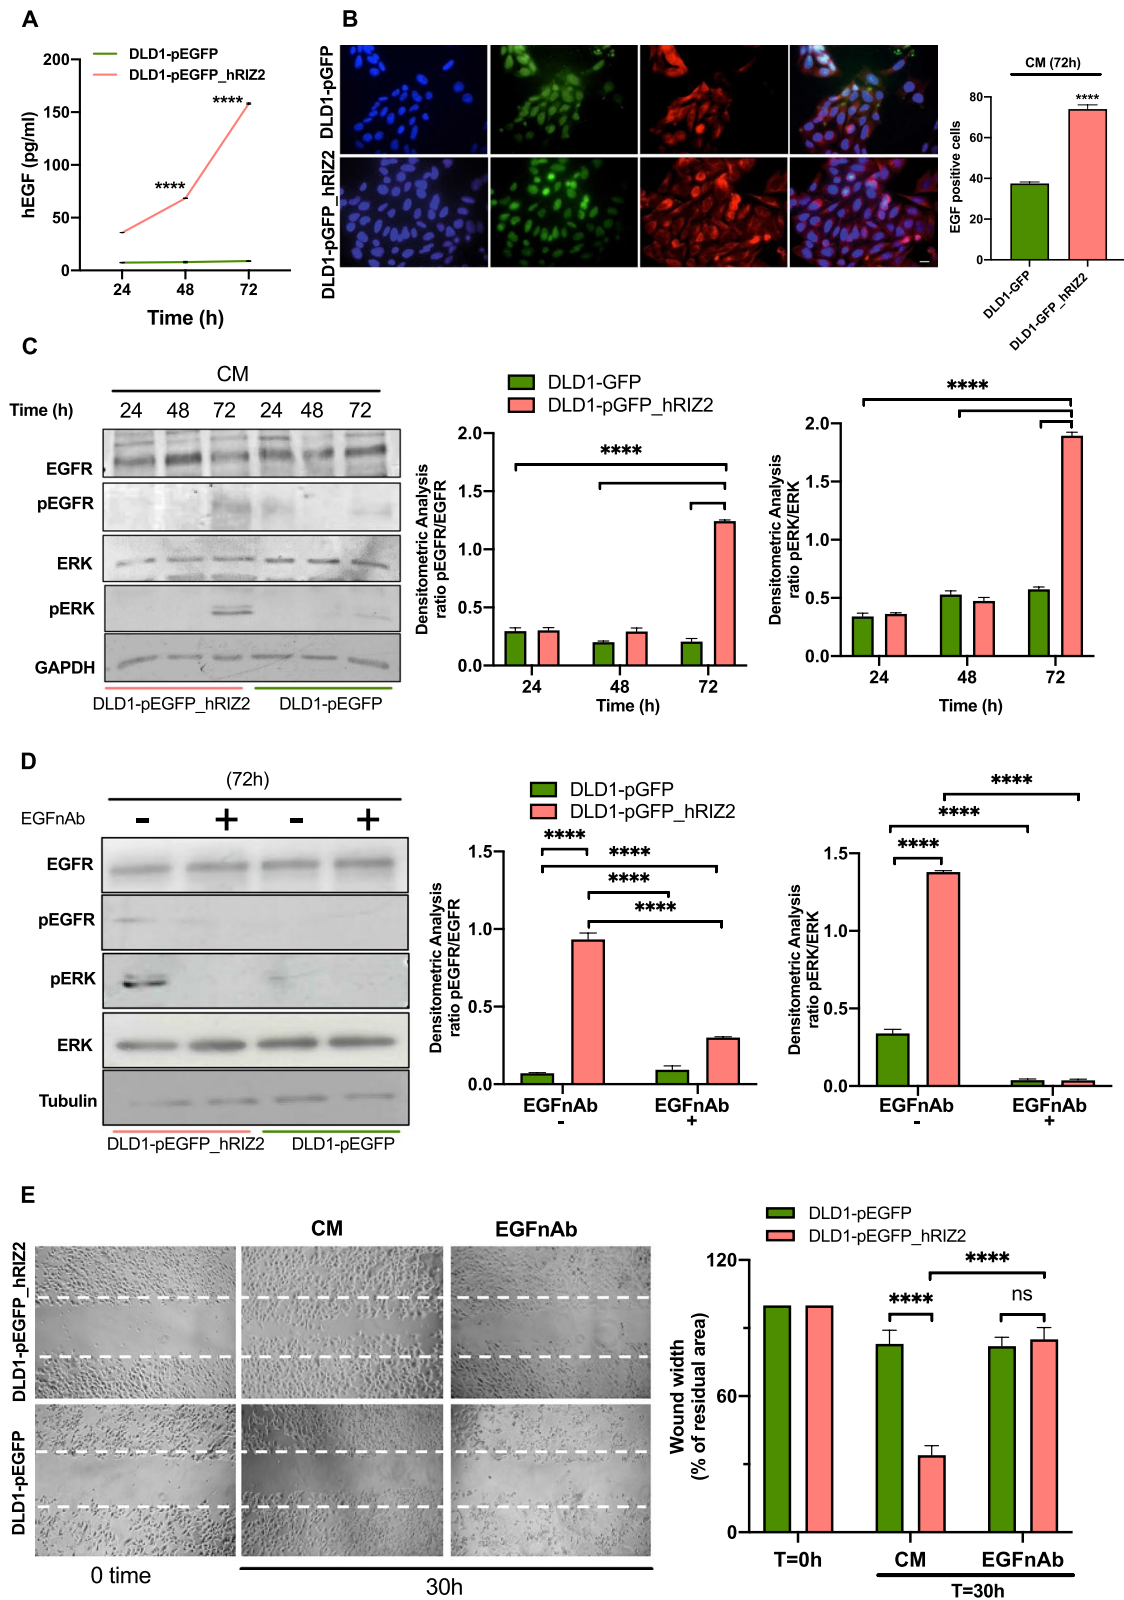 A
DLD1-pEGFP
DLD1-pEGFP_hRIZ2
hEGF (pg/ml)
200
150
100
50
0
****
****
24 48 72
Time (h)
B
DLD1-pGFP
DLD1-pGFP_hRIZ2
CM (72h)
****
EGF positive cells
80
60
40
20
0
DLD1-GFP
DLD1-GFP_hRIZ2
C
CM
Time (h) 24 48 72 24 48 72
EGFR
pEGFR
ERK
pERK
GAPDH
DLD1-pEGFP_hRIZ2 DLD1-pEGFP
DLD1-GFP
DLD1-pGFP_hRIZ2
Densitometric Analysis
ratio pEGFR/EGFR
2.0
1.5
1.0
0.5
0.0
****
24 48 72
Time (h)
Densitometric Analysis
ratio pERK/ERK
2.0
1.5
1.0
0.5
0.0
****
24 48 72
Time (h)
D
(72h)
EGFnAb - + - +
EGFR
pEGFR
pERK
ERK
Tubulin
DLD1-pEGFP_hRIZ2 DLD1-pEGFP
DLD1-pGFP
DLD1-pGFP_hRIZ2
Densitometric Analysis
ratio pEGFR/EGFR
1.5
1.0
0.5
0.0
****
****
****
****
EGFnAb EGFnAb
- +
Densitometric Analysis
ratio pERK/ERK
1.5
1.0
0.5
0.0
****
****
****
EGFnAb EGFnAb
- +
E
CM EGFnAb
DLD1-pEGFP_hRIZ2
DLD1-pEGFP
0 time
30h
DLD1-pEGFP
DLD1-pEGFP_hRIZ2
Wound width
(% of residual area)
120
60
0
****
****
ns
T=0h CM EGFnAb
T=30h